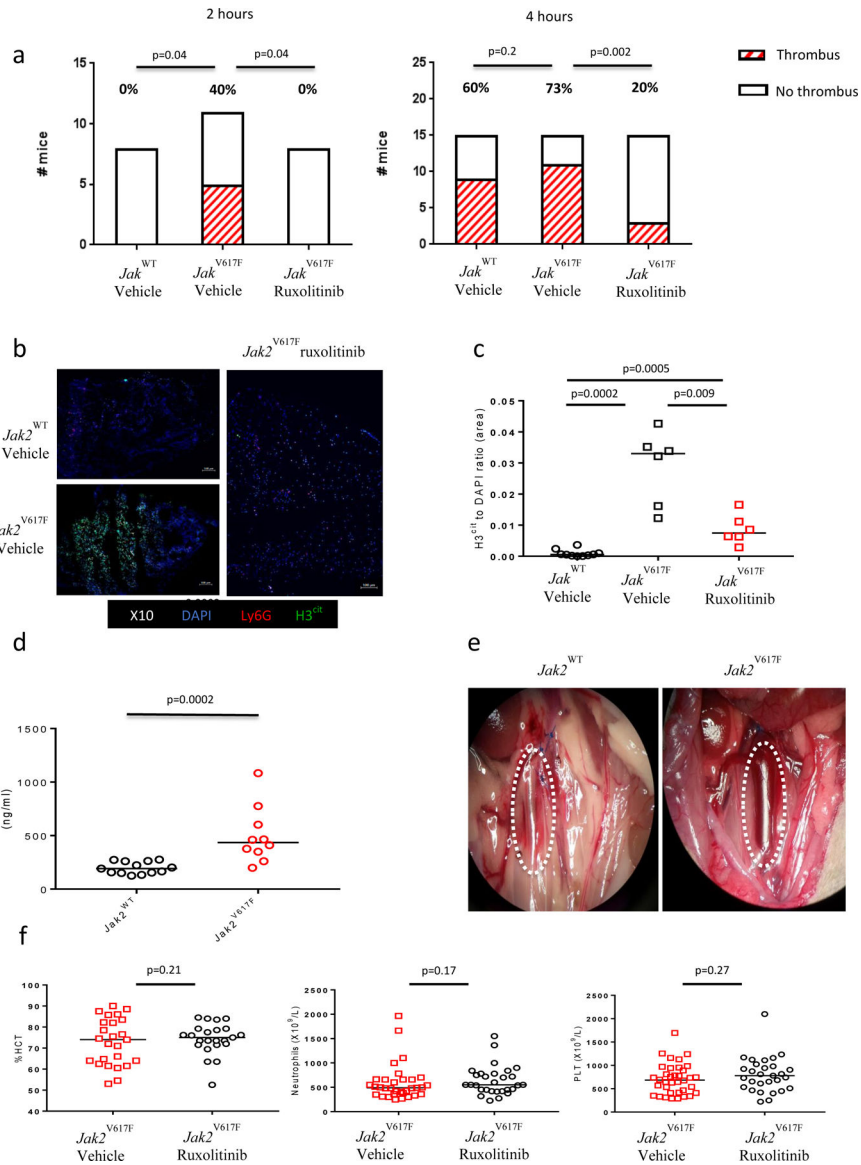 2 hours
4 hours
a
p=0.04
p=0.04
p=0.2
p=0.002
Thrombus
No thrombus
15
10
5
0
# mice
0%
40%
0%
25
20
15
10
5
0
# mice
60%
73%
20%
Jak WT
Vehicle
Jak V617F
Vehicle
Jak V617F
Ruxolitinib
Jak WT
Vehicle
Jak V617F
Vehicle
Jak V617F
Ruxolitinib
b
Jak2 V617F ruxolitinib
Jak2 WT
Vehicle
ak2 V617F
Vehicle
X10 DAPI Ly6G H3cit
c
p=0.0005
p=0.0002
p=0.009
0.05
0.04
0.03
0.02
0.01
0.00
H3cit to DAPI ratio (area)
Jak WT
Vehicle
Jak V617F
Vehicle
Jak V617F
Ruxolitinib
d
p=0.0002
1500
1000
500
0
(ng/ml)
Jak2 WT
Jak2 V617F
e
Jak2 WT
Jak2 V617F
f
p=0.21
100
90
80
70
60
50
40
%HCT
Jak2 V617F
Vehicle
Jak2 V617F
Ruxolitinib
p=0.17
2500
2000
1500
1000
500
0
Neutrophils (X10^9/L)
Jak2 V617F
Vehicle
Jak2 V617F
Ruxolitinib
p=0.27
2500
2000
1500
1000
500
0
PLT (X10^9/L)
Jak2 V617F
Vehicle
Jak2 V617F
Ruxolitinib